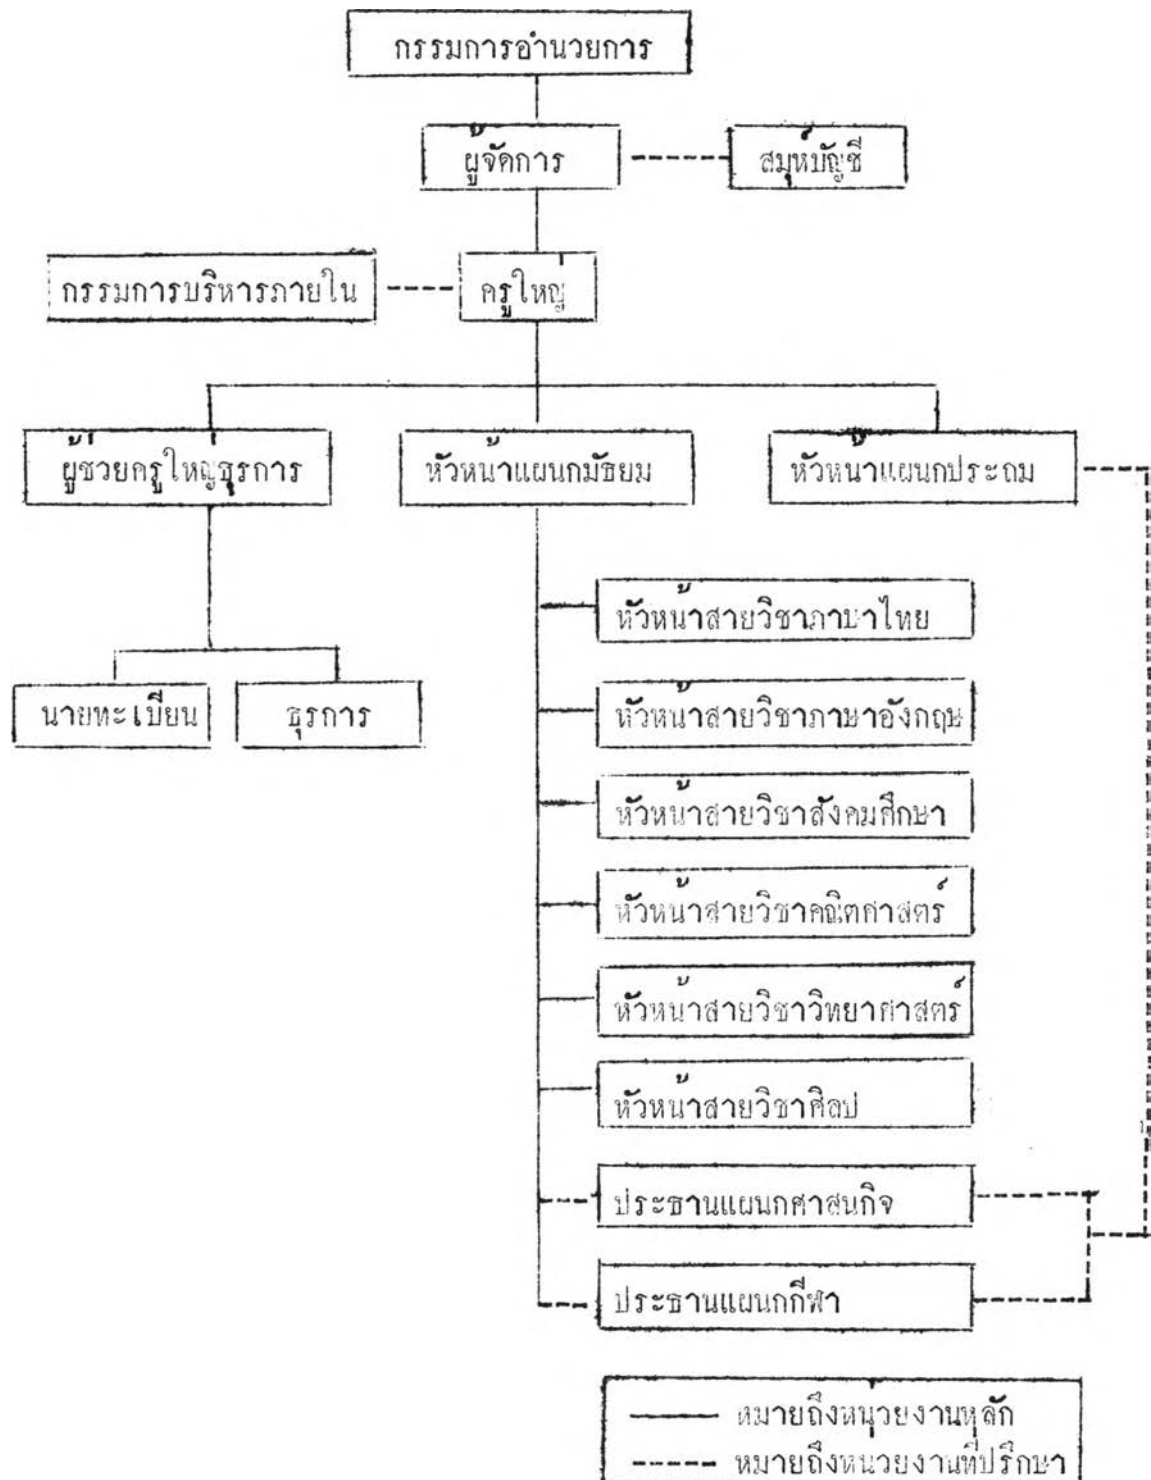 กรรมการอำนวยการ
ผู้จัดการ
สมุห์บัญชี
กรรมการบริหารภายใน
ครูใหญ่
ผู้ช่วยครูใหญ่ธุรการ
หัวหน้าแผนกมัธยม
หัวหน้าแผนกประถม
หัวหน้าสายวิชาภาษาไทย
นายทะเบียน
ธุรการ
หัวหน้าสายวิชาภาษาอังกฤษ
หัวหน้าสายวิชาสังคมศึกษา
หัวหน้าสายวิชาคณิตศาสตร์
หัวหน้าสายวิชาวิทยาศาสตร์
หัวหน้าสายวิชาศิลป
ประธานแผนกศาสนกิจ
ประธานแผนกกีฬา
หมายถึงหน่วยงานหลัก
หมายถึงหน่วยงานที่ปรึกษา